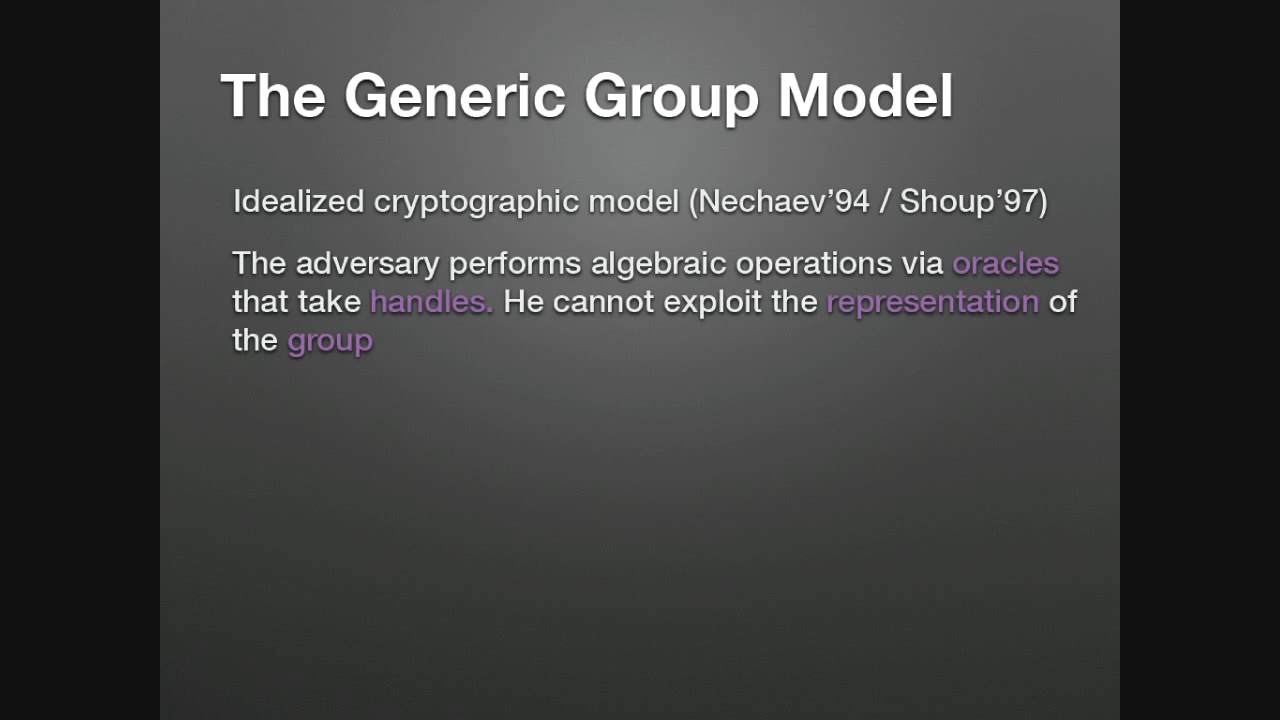 The Generic Group Model
Idealized cryptographic model (Nechaev’94 / Shoup’97)
The adversary performs algebraic operations via oracles
that take handles. He cannot exploit the representation of
the group